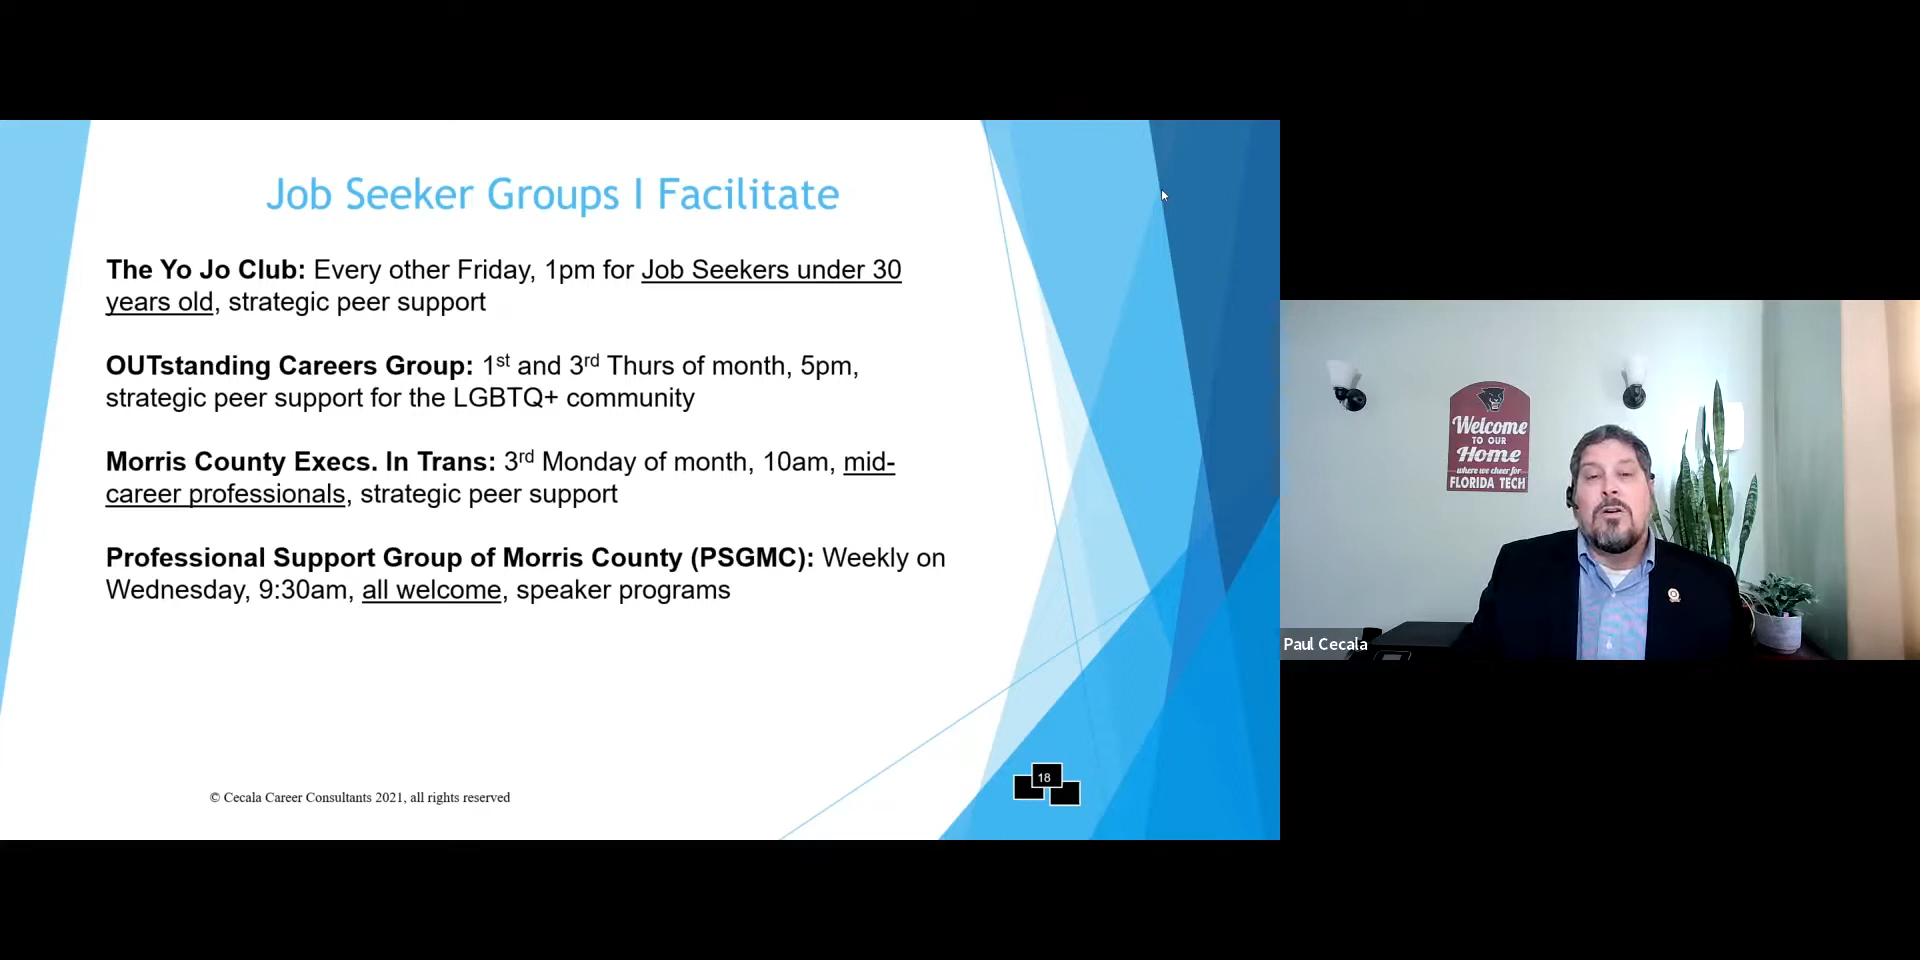 Job Seeker Groups I Facilitate
The Yo Jo Club: Every other Friday, 1pm for Job Seekers under 30
years old, strategic peer support
OUTstanding Careers Group: 1st and 3rd Thurs of month, 5pm,
strategic peer support for the LGBTQ+ community
Morris County Execs. In Trans: 3rd Monday of month, 10am, mid-
career professionals, strategic peer support
Professional Support Group of Morris County (PSGMC): Weekly on
Wednesday, 9:30am, all welcome, speaker programs
© Cecala Career Consultants 2021, all rights reserved
18
Welcome
TO OUR
Home
where we cheer for
FLORIDA TECH
Paul Cecala